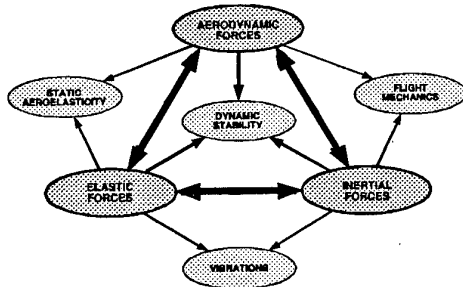 AERODYNAMIC
FORCES
STATIC
AEROELASTICITY
FLIGHT
MECHANICS
DYNAMIC
STABILITY
ELASTIC
FORCES
INERTIAL
FORCES
VIBRATIONS